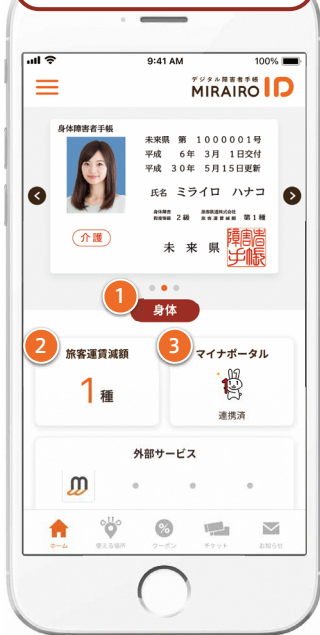 9:41 AM
100%
デジタル障害者手帳
MIRAIRO ID
身体障害者手帳
未来県 第 1000001号
平成 6年 3月 1日交付
平成 30年 5月15日更新
氏名 ミライロ ハナコ
身体障害
程度等級 2級
旅客鉄道株式会社
旅客運賃減額 第1種
介護
未来県
障害者手帳
1
身体
2
旅客運賃減額
1種
3
マイナポータル
連携済
外部サービス
m
ホーム
使える場所
クーポン
チケット
お知らせ